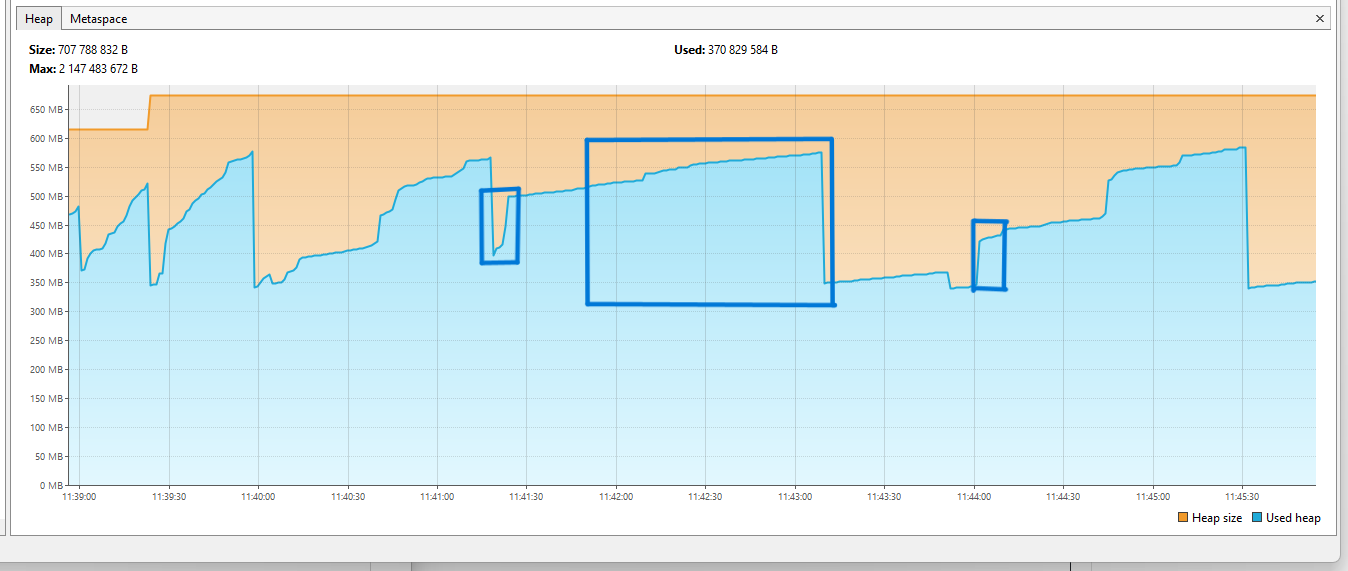 Heap Metaspace ×
Size: 707 788 832 B Used: 370 829 584 B
Max: 2 147 483 672 B
650 MB
600 MB
550 MB
500 MB
450 MB
400 MB
350 MB
300 MB
250 MB
200 MB
150 MB
100 MB
50 MB
0 MB
11:39:00 11:39:30 11:40:00 11:40:30 11:41:00 11:41:30 11:42:00 11:42:30 11:43:00 11:43:30 11:44:00 11:44:30 11:45:00 11:45:30
Heap size Used heap